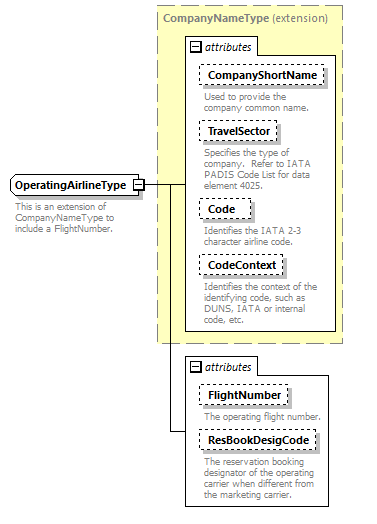 CompanyNameType (extension)
attributes
CompanyShortName
Used to provide the
company common name.
TravelSector
Specifies the type of
company. Refer to IATA
PADIS Code List for data
element 4025.
OperatingAirlineType
This is an extension of
CompanyNameType to
include a FlightNumber.
Code
Identifies the IATA 2-3
character airline code.
CodeContext
Identifies the context of the
identifying code, such as
DUNS, IATA or internal
code, etc.
attributes
FlightNumber
The operating flight number.
ResBookDesigCode
The reservation booking
designator of the operating
carrier when different from
the marketing carrier.